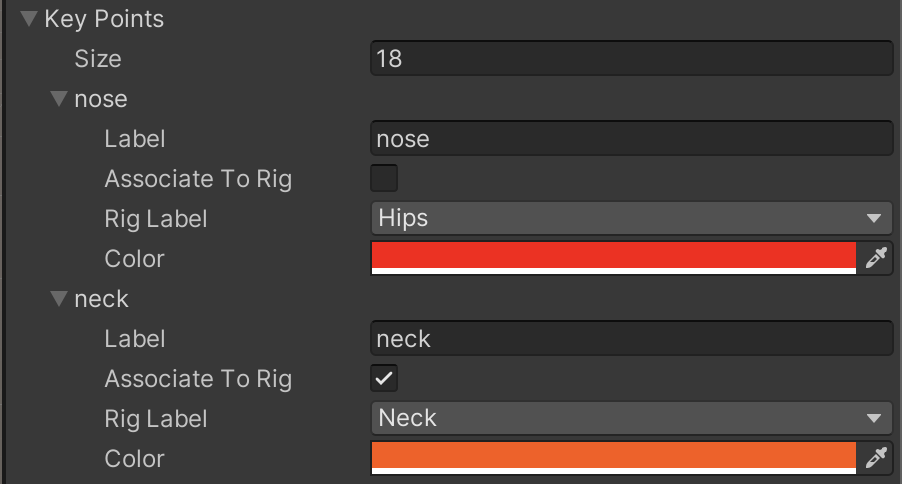 Key Points
Size 18
nose
Label nose
Associate To Rig
Rig Label Hips
Color
neck
Label neck
Associate To Rig
Rig Label Neck
Color